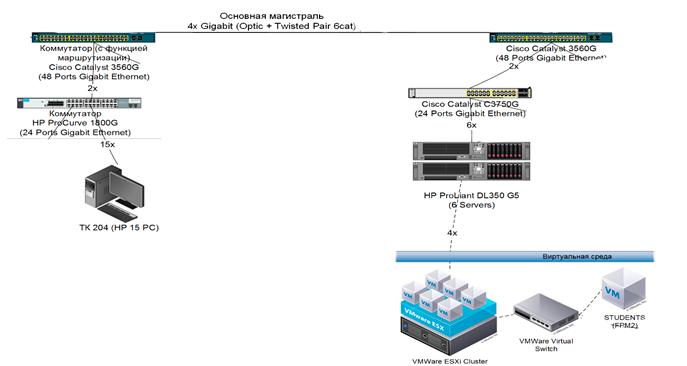 Основная магистраль
4x Gigabit (Optic + Twisted Pair 6cat)
Коммутатор (с функцией
маршрутизации)
Cisco Catalyst 3560G
(48 Ports Gigabit Ethernet)
2x
Коммутатор
HP ProCurve 1800G
(24 Ports Gigabit Ethernet)
15x
ТК 204 (HP 15 PC)
Cisco Catalyst 3560G
(48 Ports Gigabit Ethernet)
2x
Cisco Catalyst C3750G
(24 Ports Gigabit Ethernet)
6x
HP ProLiant DL350 G5
(6 Servers)
4x
Виртуальная среда
VM
VM
VM
VM
VM
VM
VMware ESX
VMWare ESXi Cluster
VMWare Virtual
Switch
VM
STUDENTS
(FRM2)